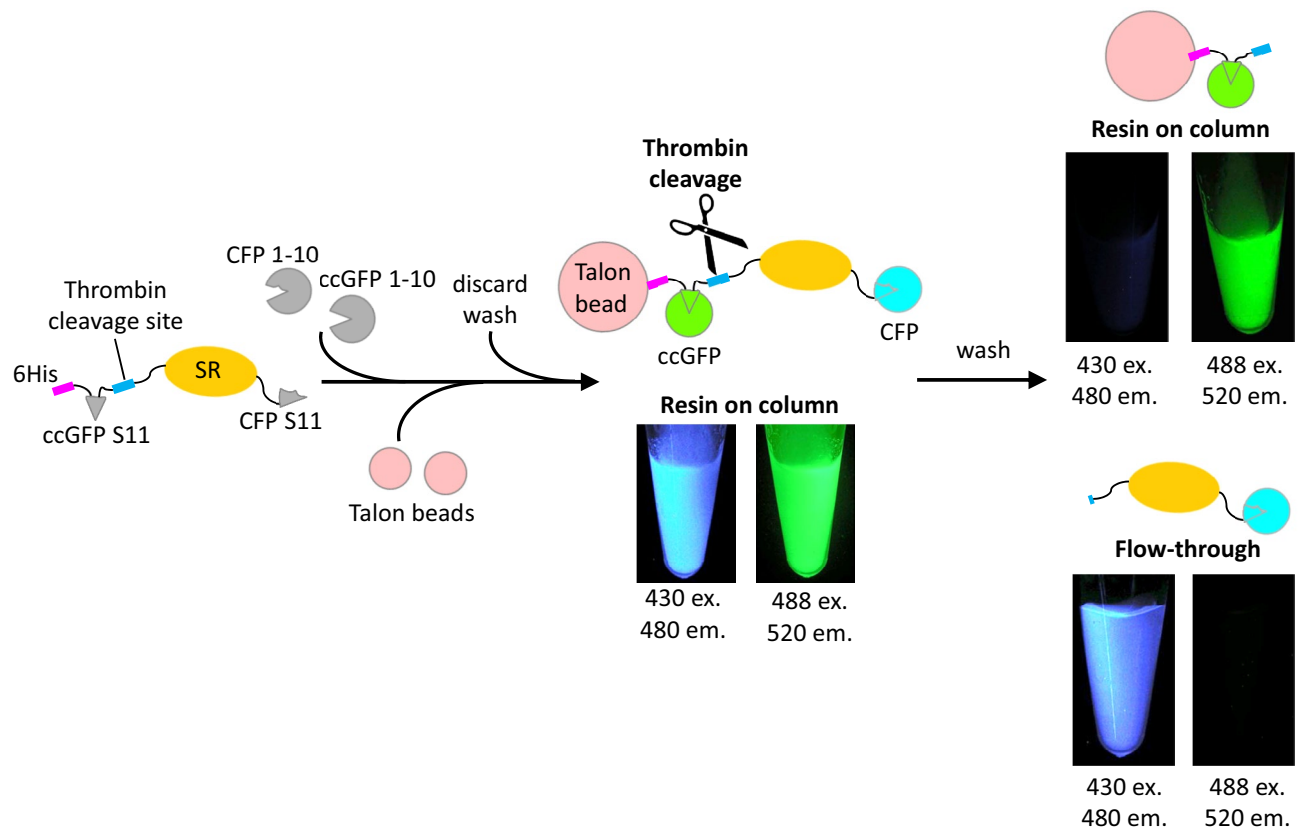 Thrombin
cleavage site
6His
ccGFP S11
SR
CFP S11
CFP 1-10
ccGFP 1-10
discard
wash
Talon beads
Thrombin
cleavage
Talon
bead
ccGFP
CFP
Resin on column
430 ex.
480 em.
488 ex.
520 em.
wash
Resin on column
430 ex.
480 em.
488 ex.
520 em.
Flow-through
430 ex.
480 em.
488 ex.
520 em.